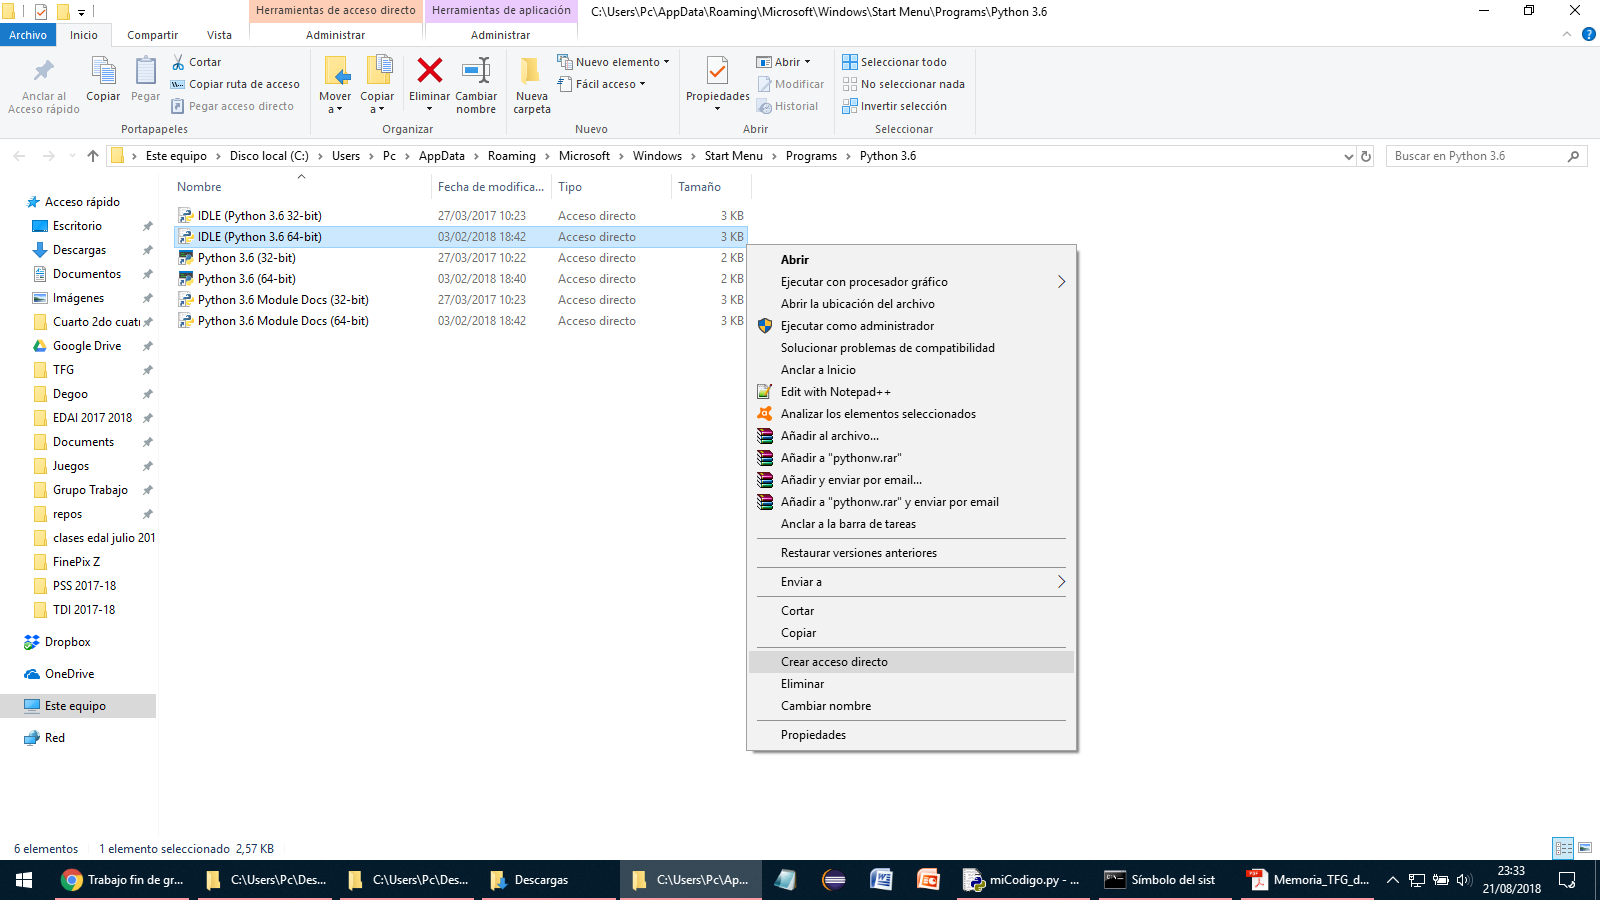 Herramientas de acceso directo
Herramientas de aplicación
C:\Users\Pc\AppData\Roaming\Microsoft\Windows\Start Menu\Programs\Python 3.6
Archivo
Inicio
Compartir
Vista
Administrar
Administrar
Anclar al
Acceso rápido
Copiar
Pegar
Cortar
Copiar ruta de acceso
Pegar acceso directo
Portapapeles
Mover
a
Copiar
a
Eliminar
Cambiar
nombre
Organizar
Nueva
carpeta
Nuevo elemento
Fácil acceso
Nuevo
Propiedades
Abrir
Modificar
Historial
Abrir
Seleccionar todo
No seleccionar nada
Invertir selección
Seleccionar
Este equipo > Disco local (C:) > Users > Pc > AppData > Roaming > Microsoft > Windows > Start Menu > Programs > Python 3.6
Buscar en Python 3.6
Acceso rápido
Escritorio
Descargas
Documentos
Imágenes
Cuarto 2do cuatr
Google Drive
TFG
Degoo
EDAI 2017 2018
Documents
Juegos
Grupo Trabajo
repos
clases edal julio 201
FinePix Z
PSS 2017-18
TDI 2017-18
Dropbox
OneDrive
Este equipo
Red
Nombre Fecha de modifica... Tipo Tamaño
IDLE (Python 3.6 32-bit) 27/03/2017 10:23 Acceso directo 3 KB
IDLE (Python 3.6 64-bit) 03/02/2018 18:42 Acceso directo 3 KB
Python 3.6 (32-bit) 27/03/2017 10:22 Acceso directo 2 KB
Python 3.6 (64-bit) 03/02/2018 18:40 Acceso directo 2 KB
Python 3.6 Module Docs (32-bit) 27/03/2017 10:23 Acceso directo 3 KB
Python 3.6 Module Docs (64-bit) 03/02/2018 18:42 Acceso directo 3 KB
Abrir
Ejecutar con procesador gráfico
Abrir la ubicación del archivo
Ejecutar como administrador
Solucionar problemas de compatibilidad
Anclar a Inicio
Edit with Notepad++
Analizar los elementos seleccionados
Añadir al archivo...
Añadir a "pythonw.rar"
Añadir y enviar por email...
Añadir a "pythonw.rar" y enviar por email
Anclar a la barra de tareas
Restaurar versiones anteriores
Enviar a
Cortar
Copiar
Crear acceso directo
Eliminar
Cambiar nombre
Propiedades
6 elementos
1 elemento seleccionado 2,57 KB
Trabajo fin de gr...
C:\Users\Pc\Des...
C:\Users\Pc\Des...
Descargas
C:\Users\Pc\Ap...
miCodigo.py - ...
Símbolo del sist
Memoria_TFG_d...
23:33
21/08/2018